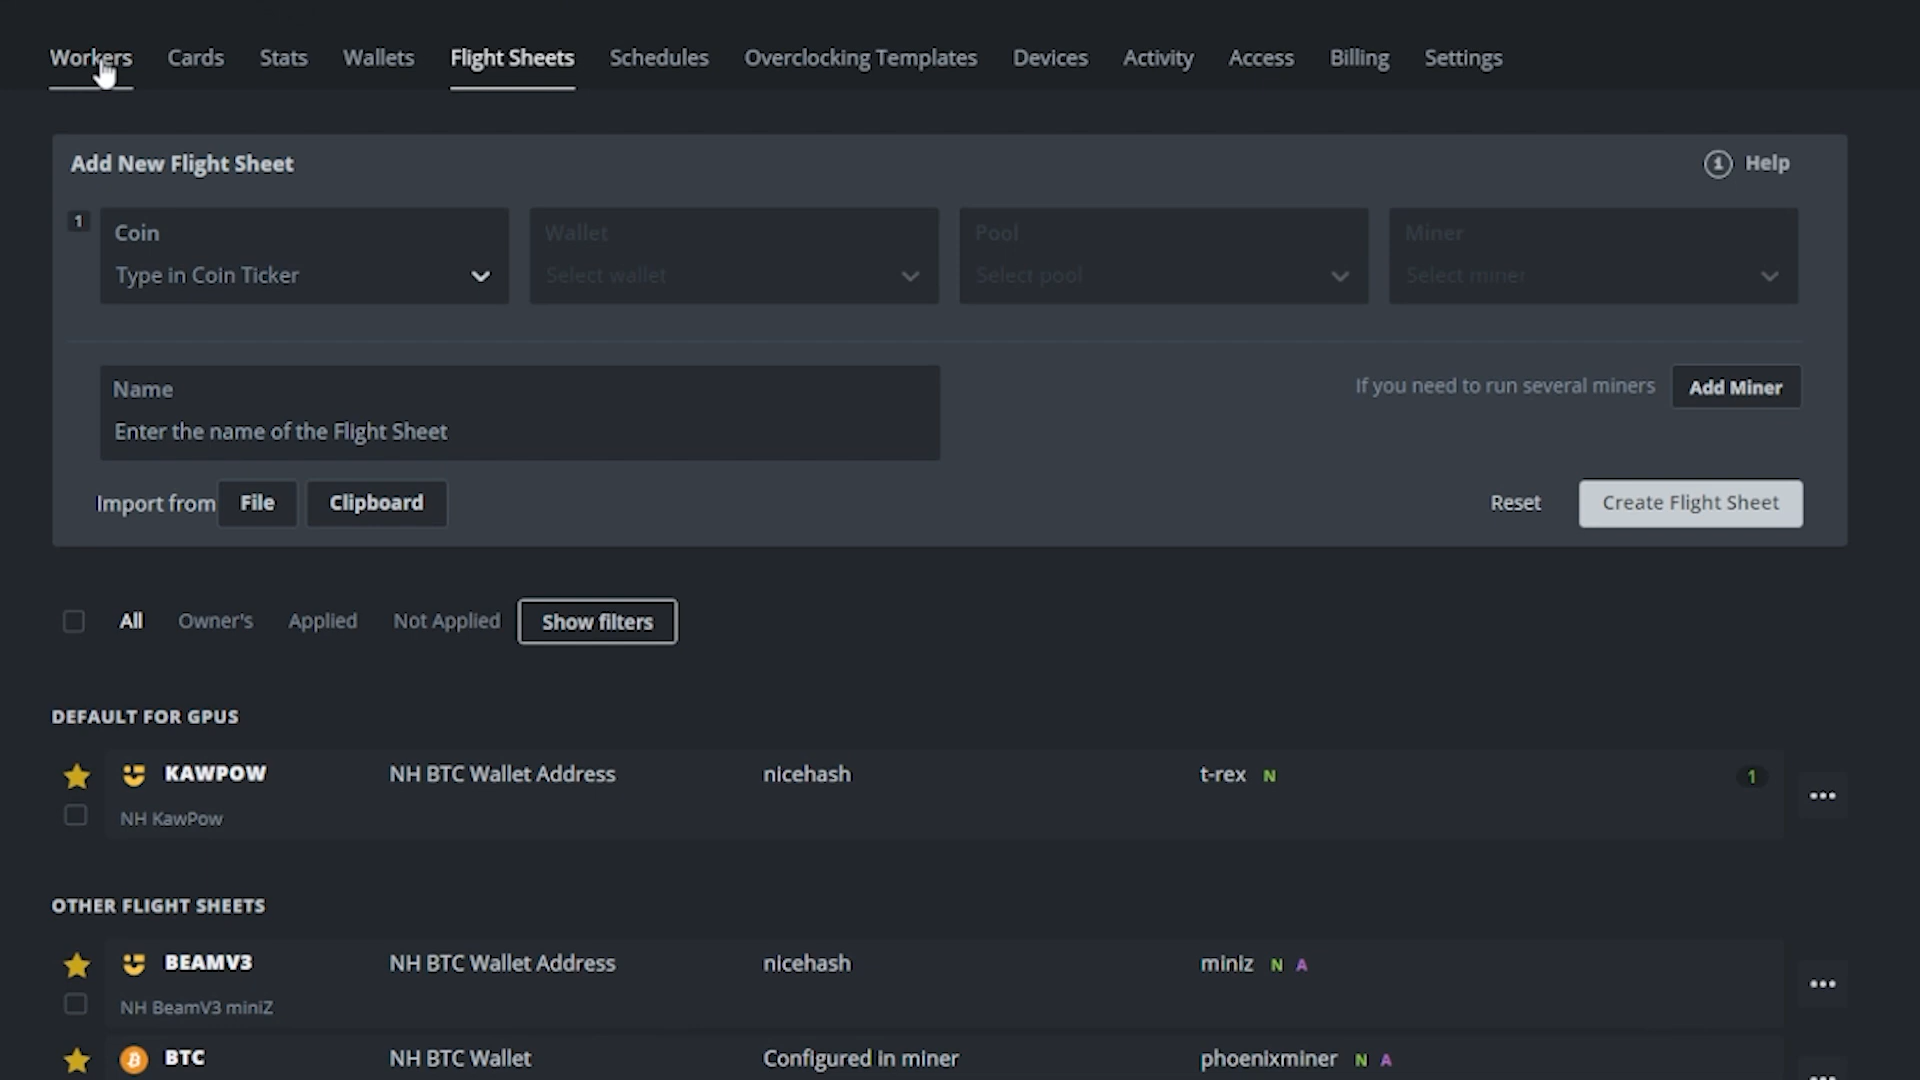 Workers Cards Stats Wallets Flight Sheets Schedules Overclocking Templates Devices Activity Access Billing Settings
Add New Flight Sheet Help
1 Coin Wallet Pool Miner
Type in Coin Ticker Select wallet Select pool Select miner
Name
Enter the name of the Flight Sheet
If you need to run several miners Add Miner
Import from File Clipboard Reset Create Flight Sheet
All Owner's Applied Not Applied Show filters
DEFAULT FOR GPUS
KAWPOW NH BTC Wallet Address nicehash t-rex N 1
NH KawPow
OTHER FLIGHT SHEETS
BEAMV3 NH BTC Wallet Address nicehash miniz N A
NH BeamV3 miniZ
BTC NH BTC Wallet Configured in miner phoenixminer N A